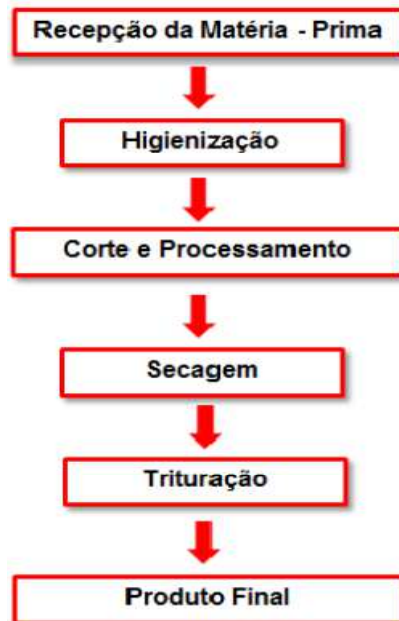 Recepção da Matéria - Prima
Higienização
Corte e Processamento
Secagem
Trituração
Produto Final